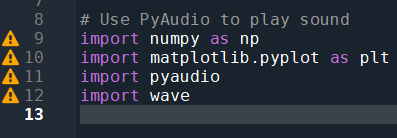 7
8 # Use PyAudio to play sound
9 import numpy as np
10 import matplotlib.pyplot as plt
11 import pyaudio
12 import wave
13